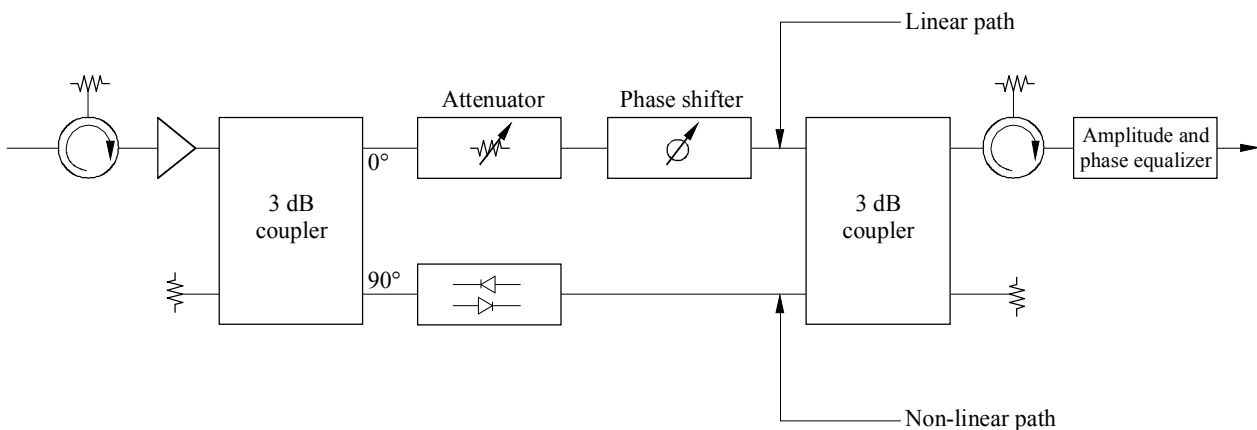 Linear path
Attenuator
Phase shifter
Amplitude and
phase equalizer
0°
3 dB
coupler
3 dB
coupler
90°
Non-linear path